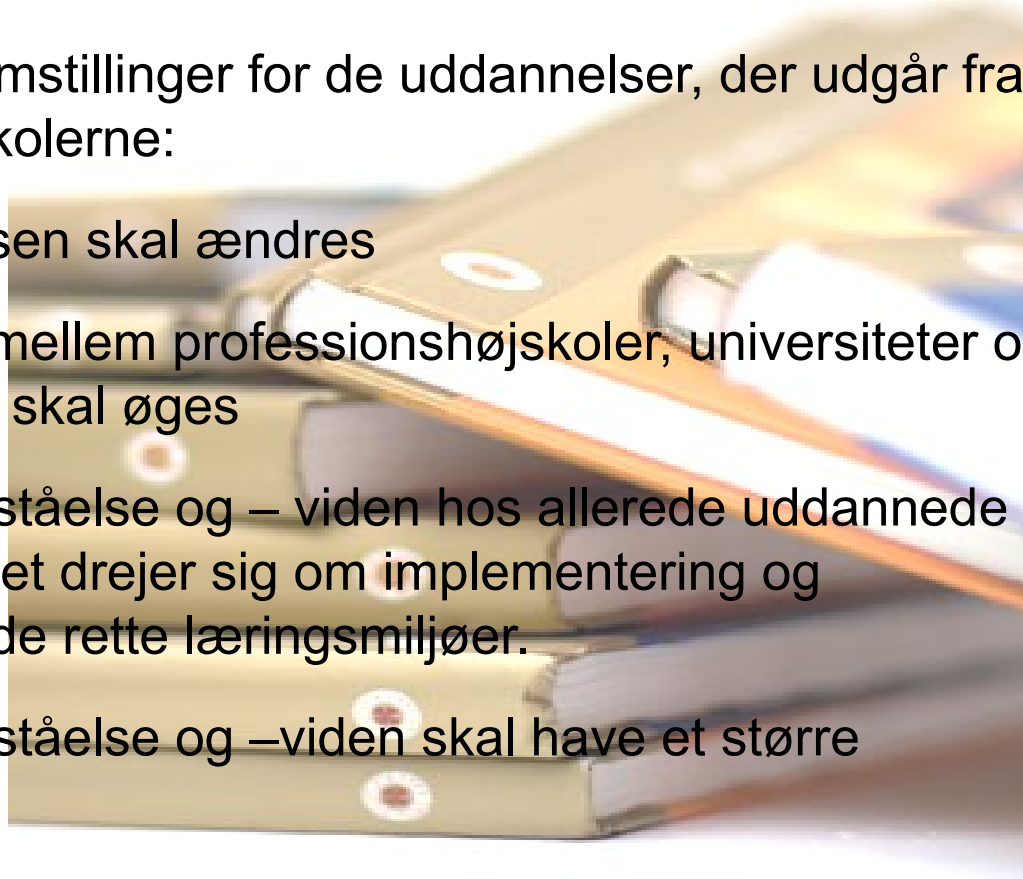 mstillinger for de uddannelser, der udgår fra
kolerne:
sen skal ændres
mellem professionshøjskoler, universiteter o
skal øges
ståelse og – viden hos allerede uddannede
et drejer sig om implementering og
de rette læringsmiljøer.
ståelse og –viden skal have et større